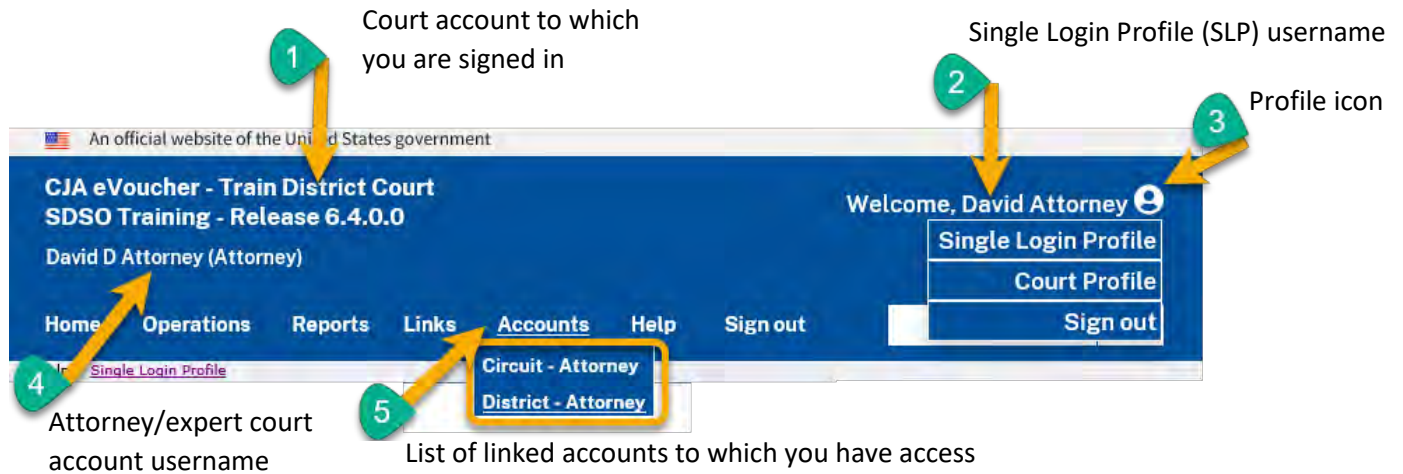 Court account to which
you are signed in
1
Single Login Profile (SLP) username
2
Profile icon
3
An official website of the United States government
CJA eVoucher - Train District Court
SDSO Training - Release 6.4.0.0
Welcome, David Attorney
David D Attorney (Attorney)
Single Login Profile
Court Profile
Sign out
Home Operations Reports Links Accounts Help Sign out
Circuit - Attorney
District - Attorney
Single Login Profile
4
5
Attorney/expert court
account username
List of linked accounts to which you have access